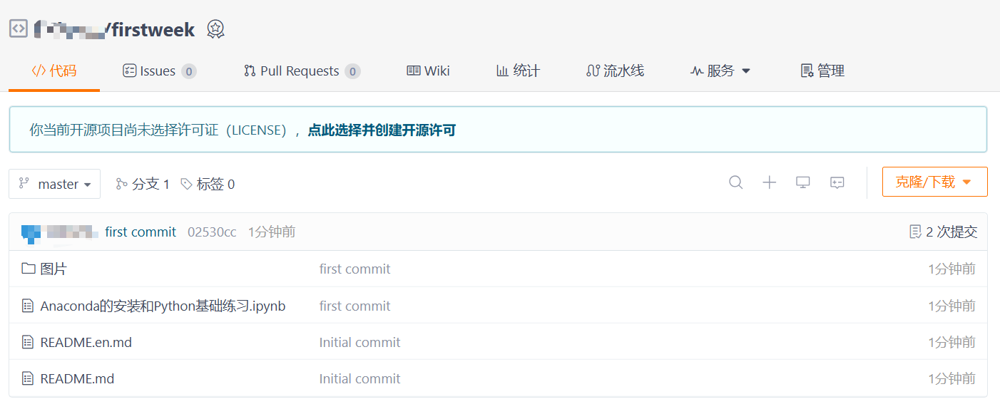 /firstweek
代码 Issues 0 Pull Requests 0 Wiki 统计 流水线 服务 管理
你当前开源项目尚未选择许可证（LICENSE），点此选择并创建开源许可
master 分支 1 标签 0 克隆/下载
first commit 02530cc 1分钟前 2 次提交
图片 first commit 1分钟前
Anaconda的安装和Python基础练习.ipynb first commit 1分钟前
README.en.md Initial commit 1分钟前
README.md Initial commit 1分钟前